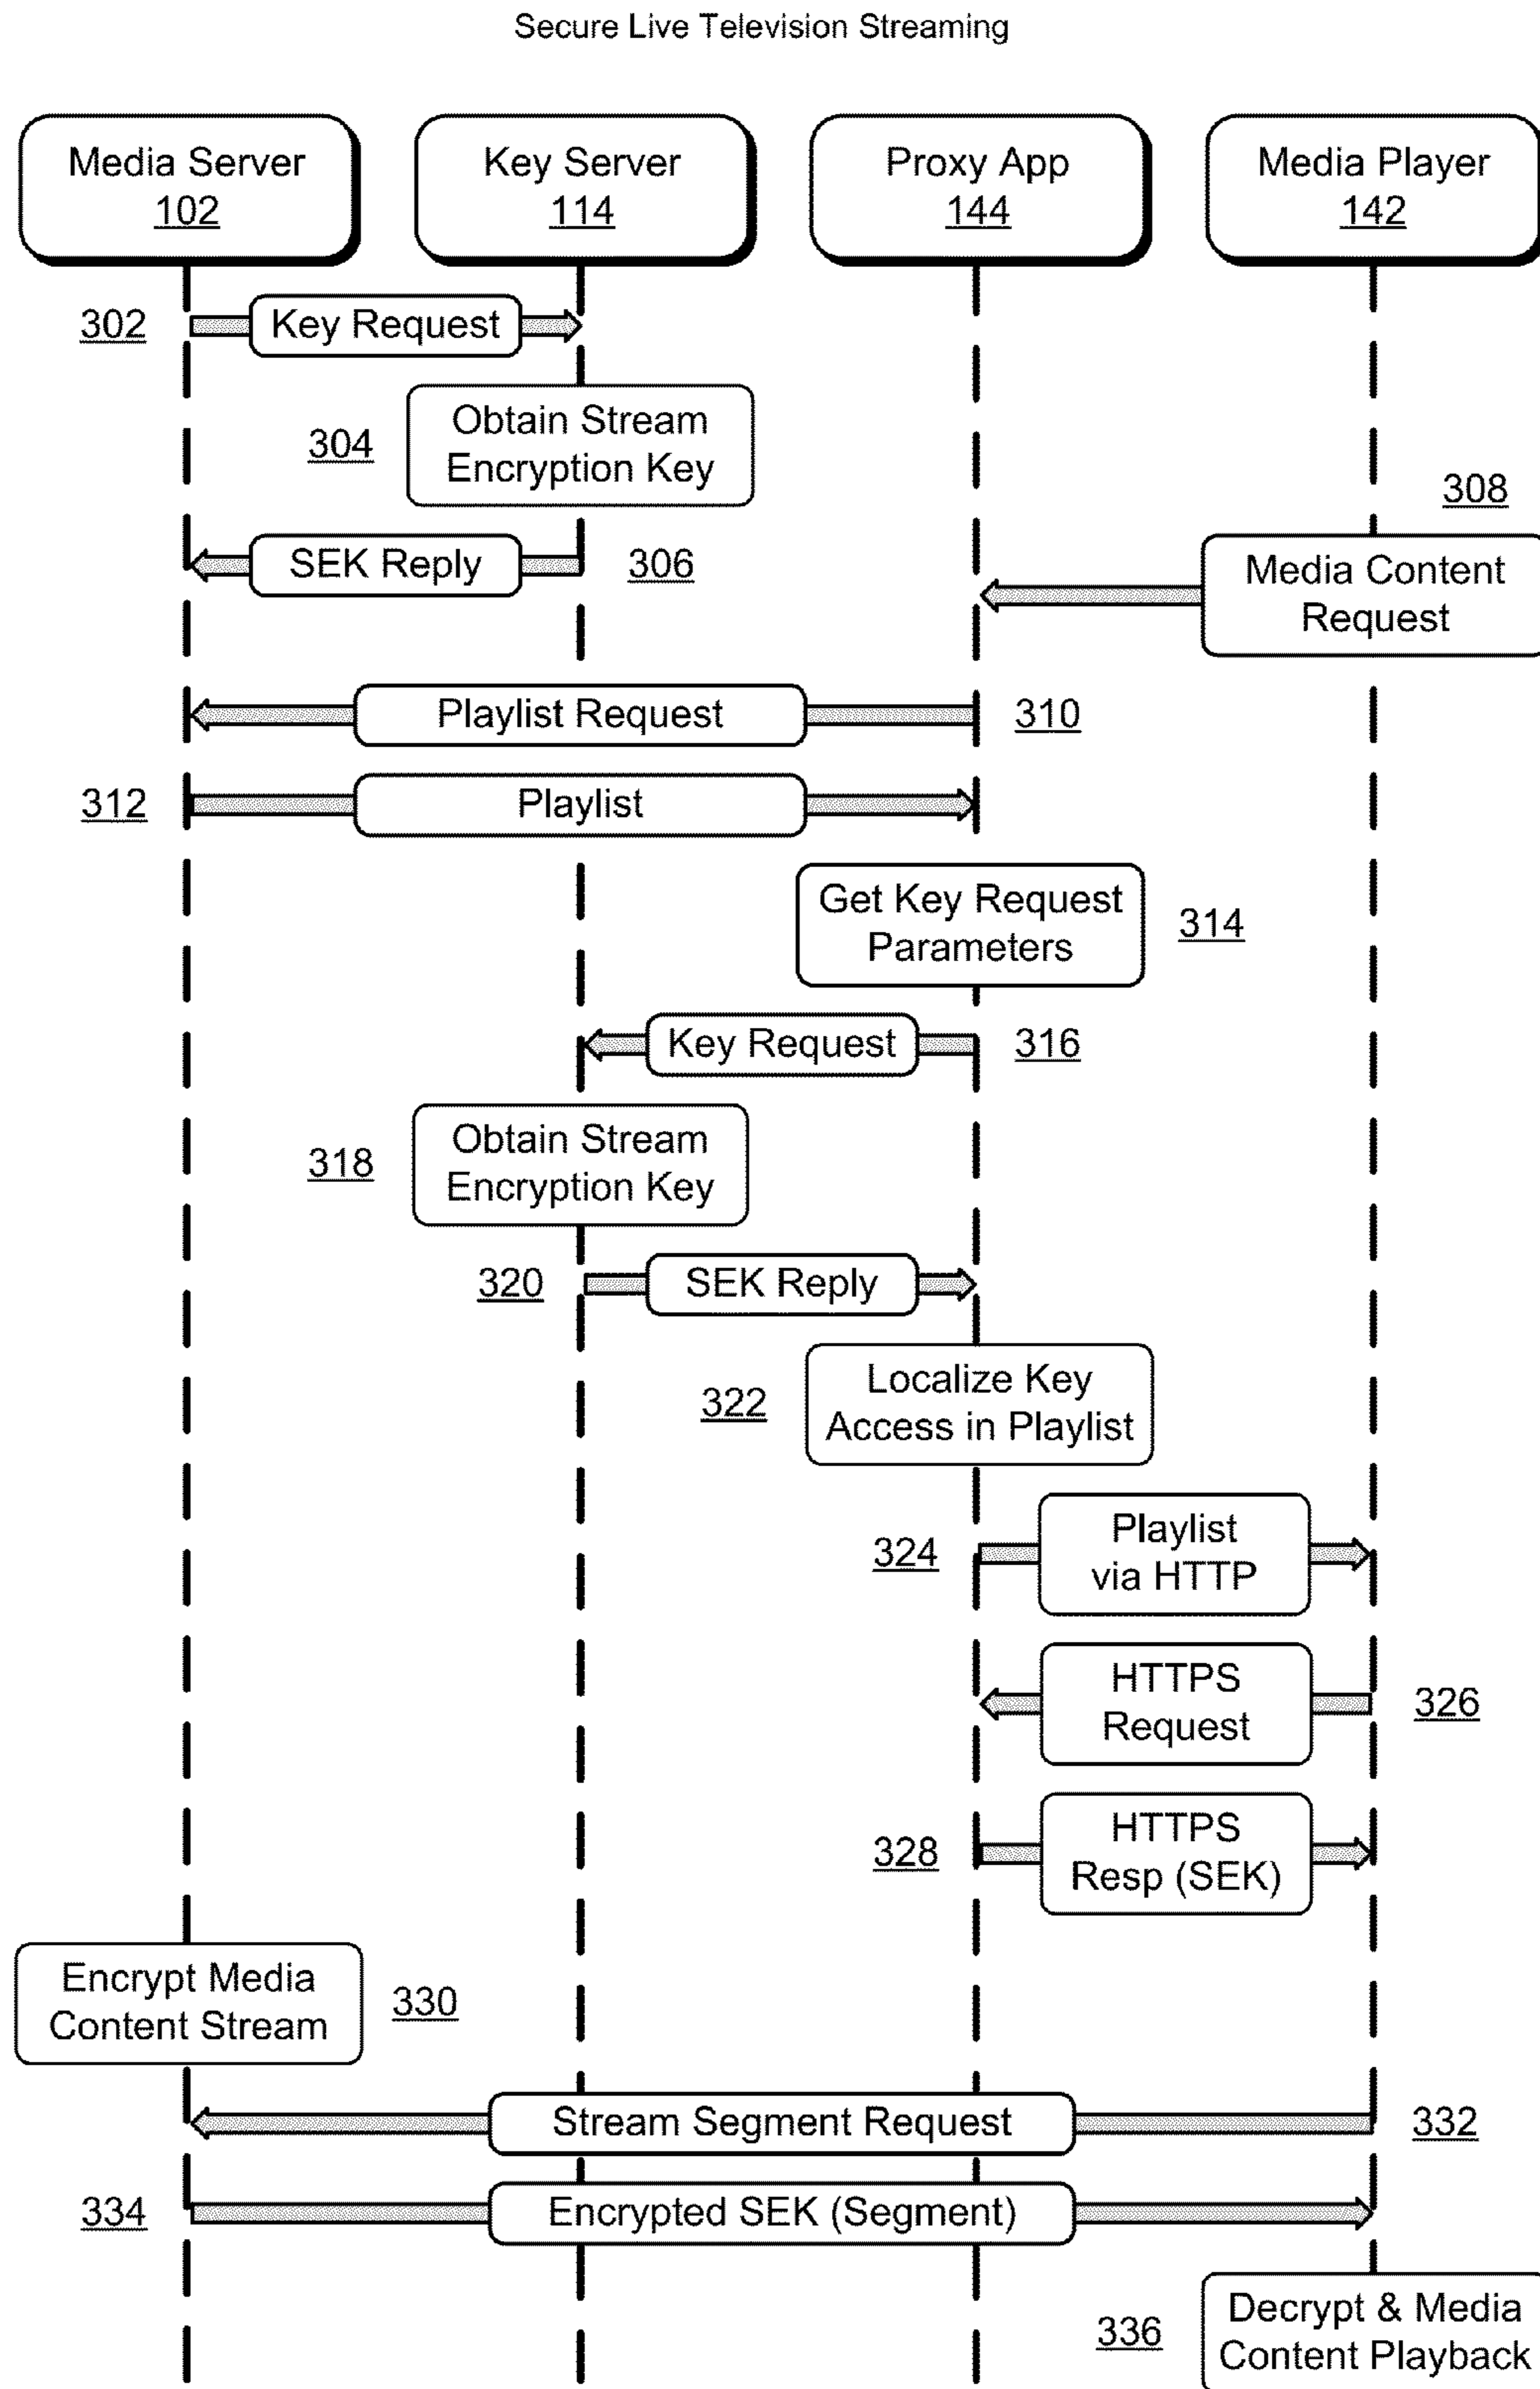 Secure Live Television Streaming
Media Server
102
Key Server
114
Proxy App
144
Media Player
142
302
Key Request
304
Obtain Stream
Encryption Key
SEK Reply
306
308
Media Content
Request
Playlist Request
310
312
Playlist
Get Key Request
Parameters
314
Key Request
316
318
Obtain Stream
Encryption Key
320
SEK Reply
322
Localize Key
Access in Playlist
324
Playlist
via HTTP
HTTPS
Request
326
328
HTTPS
Resp (SEK)
Encrypt Media
Content Stream
330
Stream Segment Request
332
334
Encrypted SEK (Segment)
336
Decrypt & Media
Content Playback